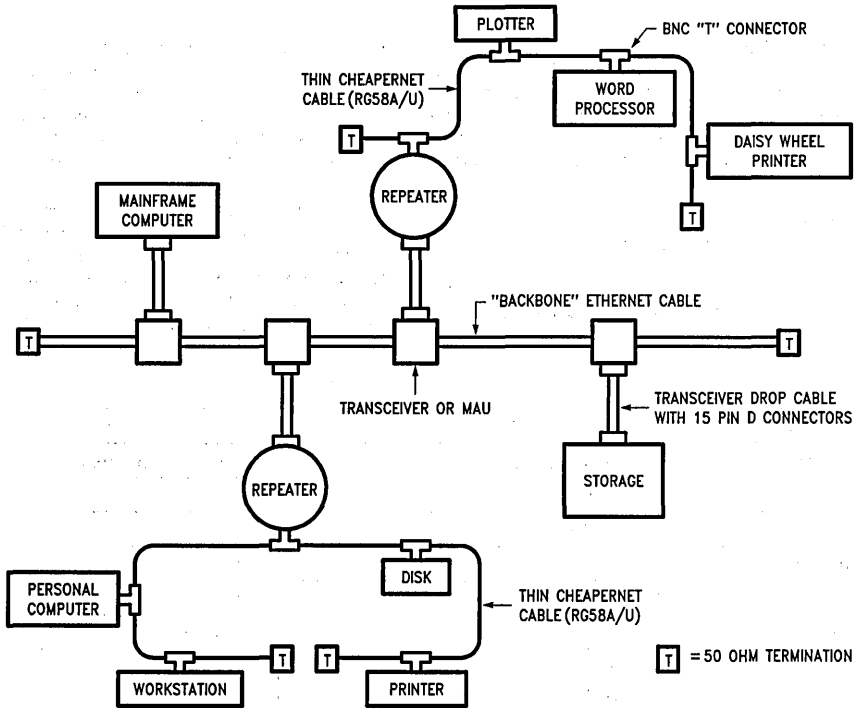 PLOTTER
BNC "T" CONNECTOR
THIN CHEAPERNET
CABLE (RG58A/U)
WORD
PROCESSOR
T
DAISY WHEEL
PRINTER
REPEATER
MAINFRAME
COMPUTER
T
"BACKBONE" ETHERNET CABLE
T
T
TRANSCEIVER OR MAU
TRANSCEIVER DROP CABLE
WITH 15 PIN D CONNECTORS
REPEATER
STORAGE
DISK
PERSONAL
COMPUTER
THIN CHEAPERNET
CABLE (RG58A/U)
T
T
T = 50 OHM TERMINATION
WORKSTATION
PRINTER